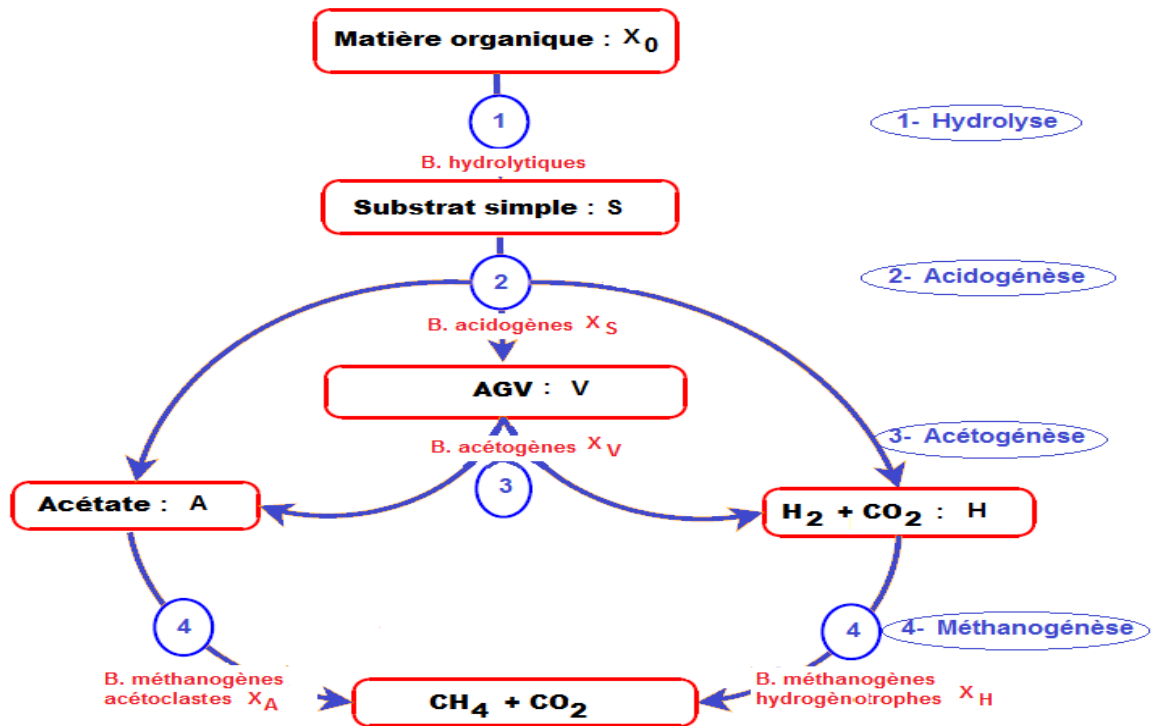 Matière organique : X0
1
1- Hydrolyse
B. hydrolytiques
Substrat simple : S
2
2- Acidogénèse
B. acidogènes XS
AGV : V
3- Acétogénèse
B. acétogènes XV
3
Acétate : A
H2 + CO2 : H
4
4
4- Méthanogénèse
B. méthanogènes
acétoclastes XA
B. méthanogènes
hydrogènotrophes XH
CH4 + CO2